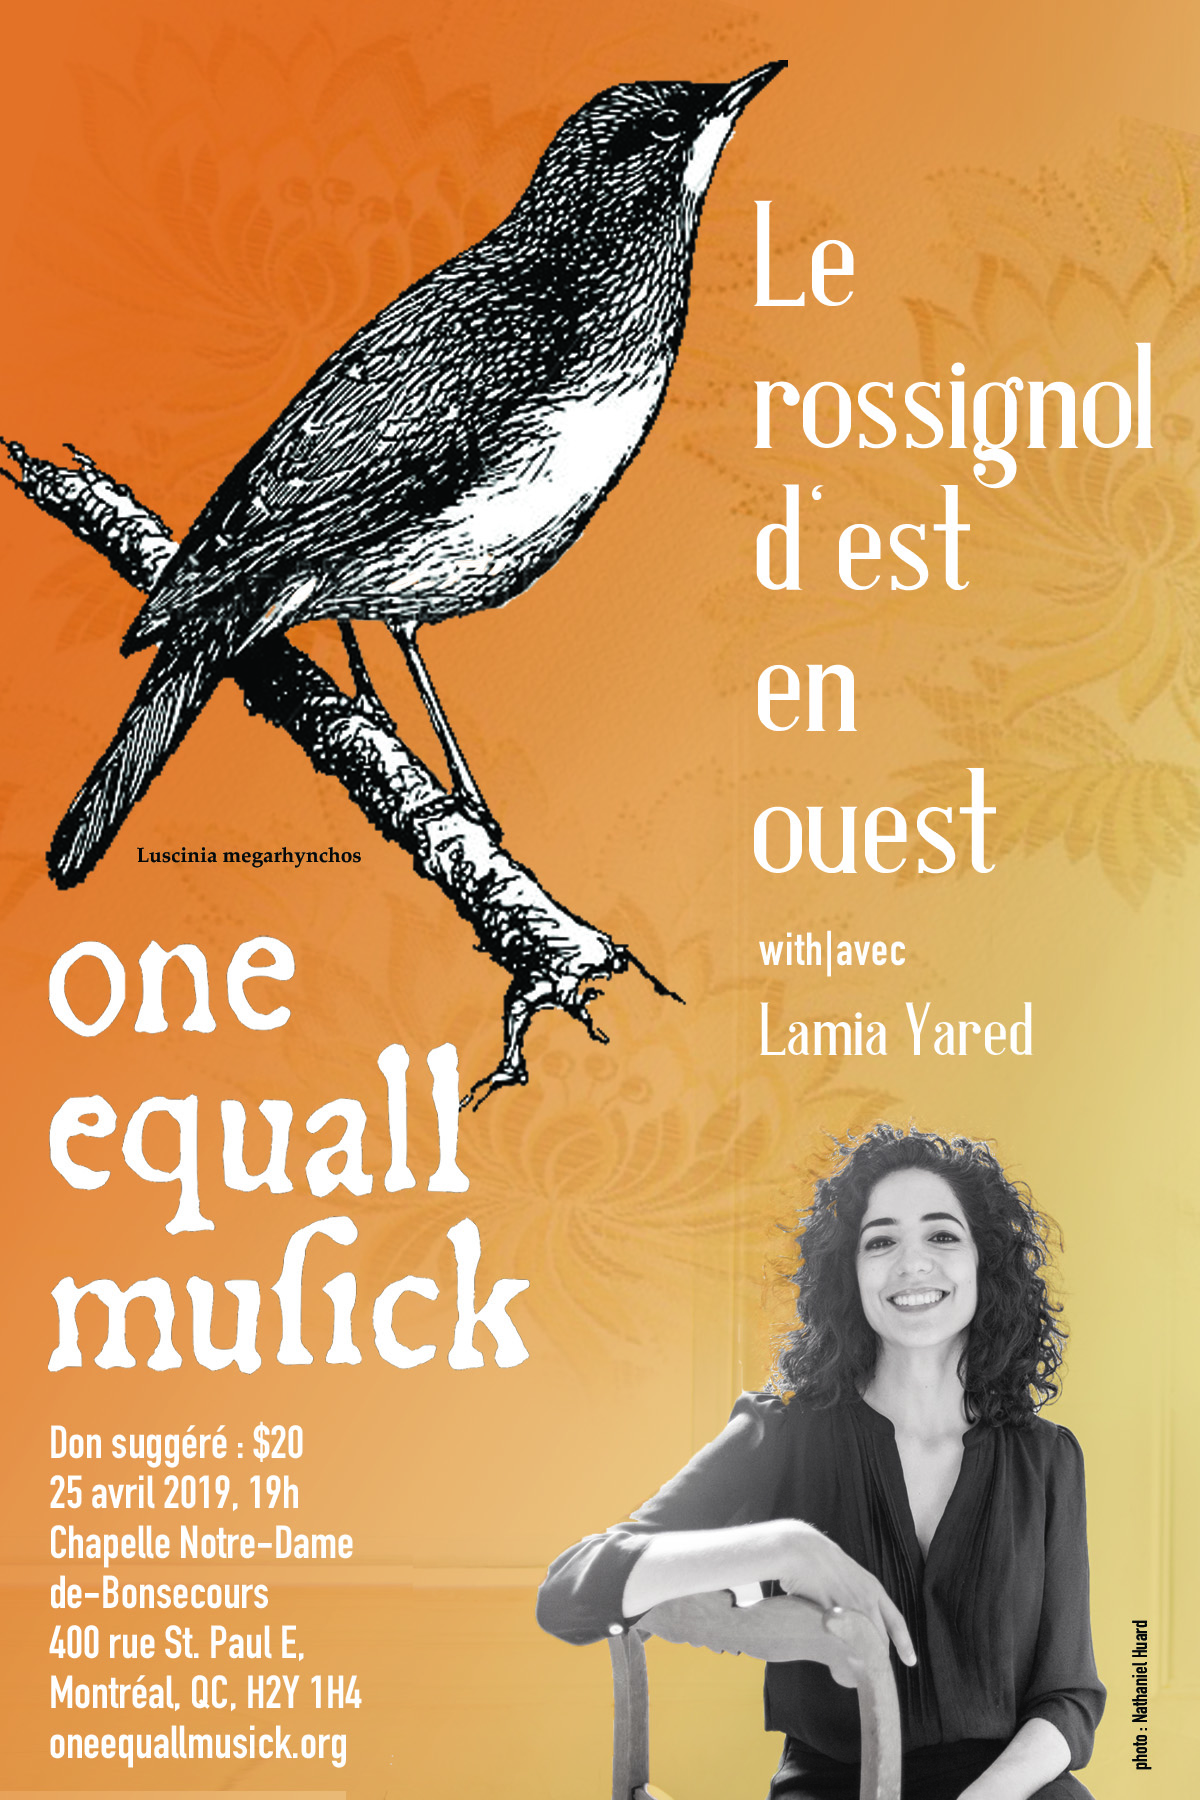 Le
rossignol
d‘est
en
ouest
with|avec
Lamia Yared
Luscinia megarhynchos
one
equall
muſick
Don suggéré : $20
25 avril 2019, 19h
Chapelle Notre-Dame
de-Bonsecours
400 rue St. Paul E,
Montréal, QC, H2Y 1H4
oneequallmusick.org
photo : Nathaniel Huard